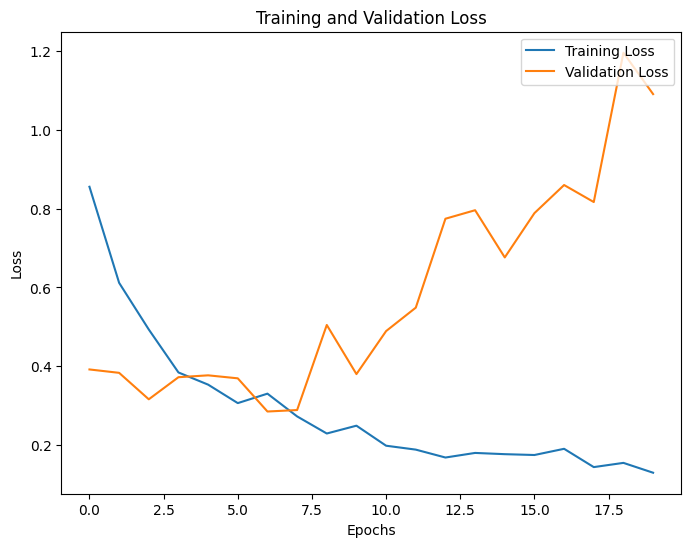 Training and Validation Loss
Training Loss
Validation Loss
Loss
1.2
1.0
0.8
0.6
0.4
0.2
0.0 2.5 5.0 7.5 10.0 12.5 15.0 17.5
Epochs